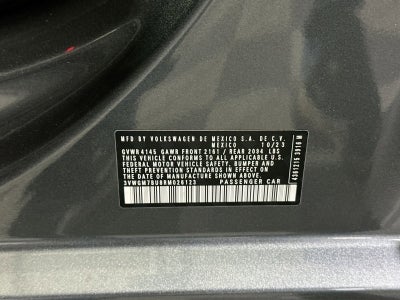 MFD BY VOLKSWAGEN DE MEXICO S.A. DE C.V.
MEXICO 10/23
GVWR 4145 GAWR FRONT 2161 / REAR 2094 LBS
THIS VEHICLE CONFORMS TO ALL APPLICABLE
FEDERAL MOTOR VEHICLE SAFETY, BUMPER AND
THEFT PREVENTION STANDARDS IN EFFECT ON THE
DATE OF MANUFACTURE SHOWN ABOVE
3VWGM7BU8RM026123 PASSENGER CAR